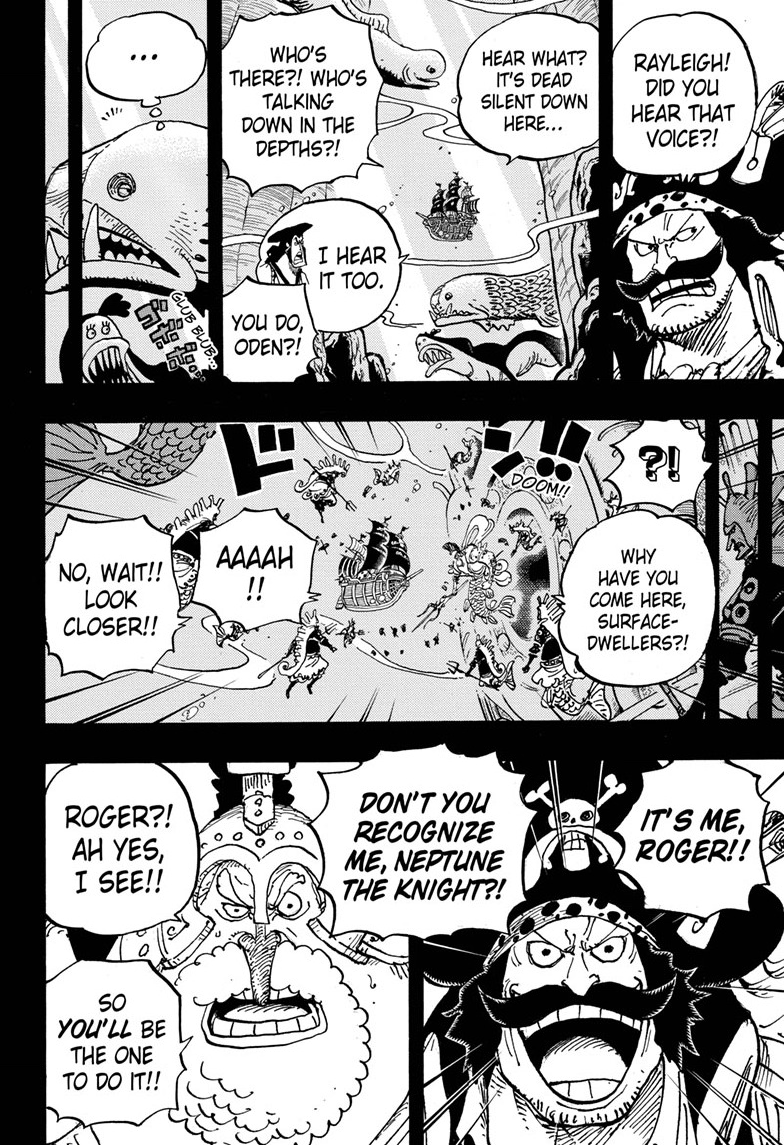 RAYLEIGH!
DID YOU
HEAR THAT
VOICE?!
HEAR WHAT?
IT'S DEAD
SILENT DOWN
HERE...
WHO'S
THERE?! WHO'S
TALKING
DOWN IN THE
DEPTHS?!
I HEAR
IT TOO.
YOU DO,
ODEN?!
...
GLUB BLUB...
?!
WHY
HAVE YOU
COME HERE,
SURFACE-
DWELLERS?!
DOOM!!
ドン!!
AAAAH
!!
NO, WAIT!!
LOOK
CLOSER!!
IT'S ME,
ROGER!!
DON'T YOU
RECOGNIZE
ME, NEPTUNE
THE KNIGHT?!
ROGER?!
AH YES,
I SEE!!
SO
YOU'LL BE
THE ONE
TO DO IT!!